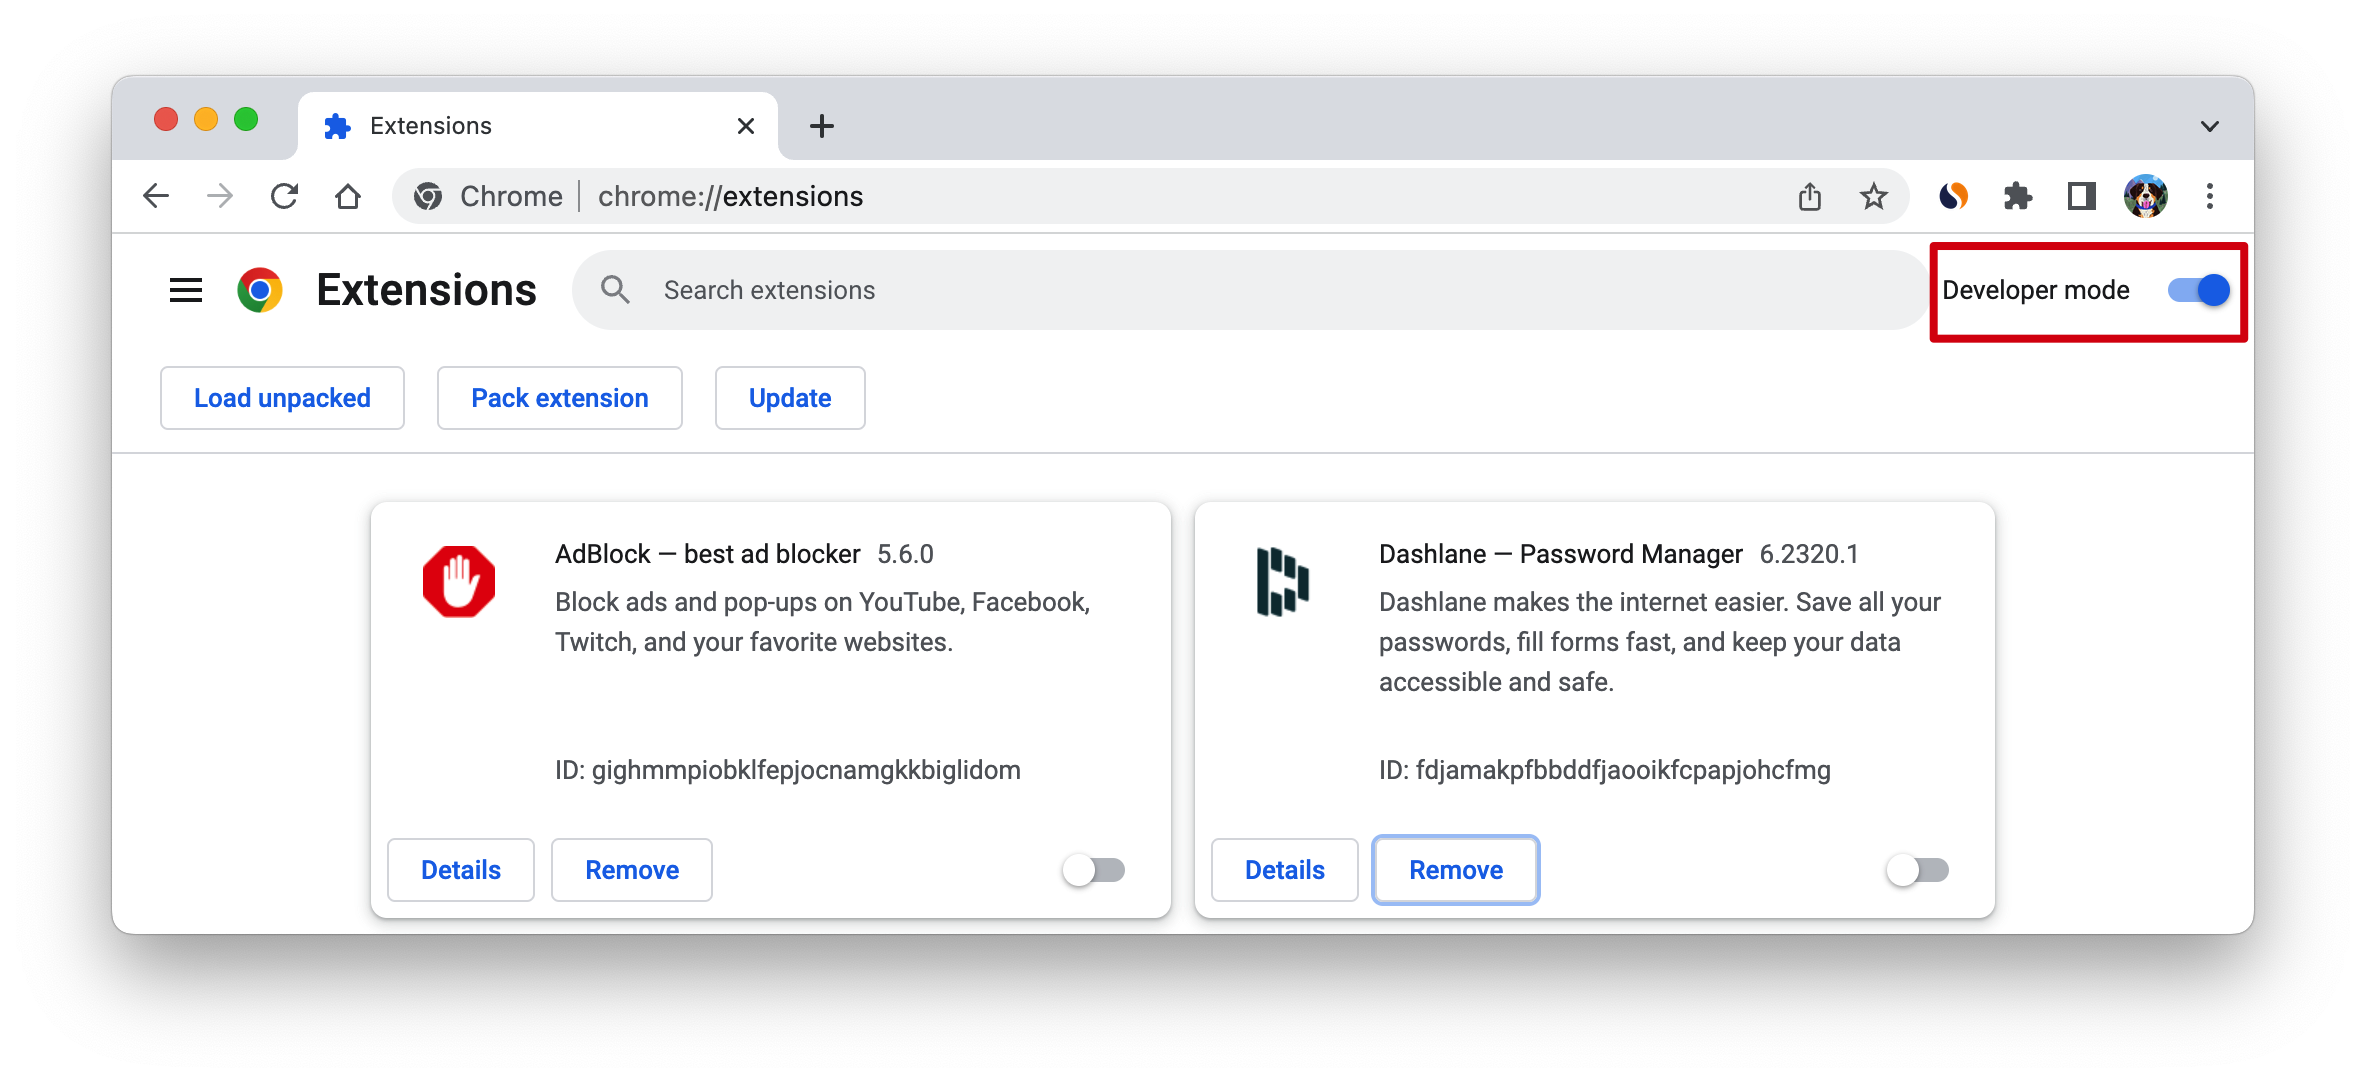 Extensions
Chrome chrome://extensions
Extensions
Search extensions
Developer mode
Load unpacked
Pack extension
Update
AdBlock — best ad blocker 5.6.0
Block ads and pop-ups on YouTube, Facebook,
Twitch, and your favorite websites.
ID: gighmmpiobklfepjocnamgkkbiglidom
Details
Remove
Dashlane — Password Manager 6.2320.1
Dashlane makes the internet easier. Save all your
passwords, fill forms fast, and keep your data
accessible and safe.
ID: fdjamakpfbbddfjaooikfcpapjohcfmg
Details
Remove